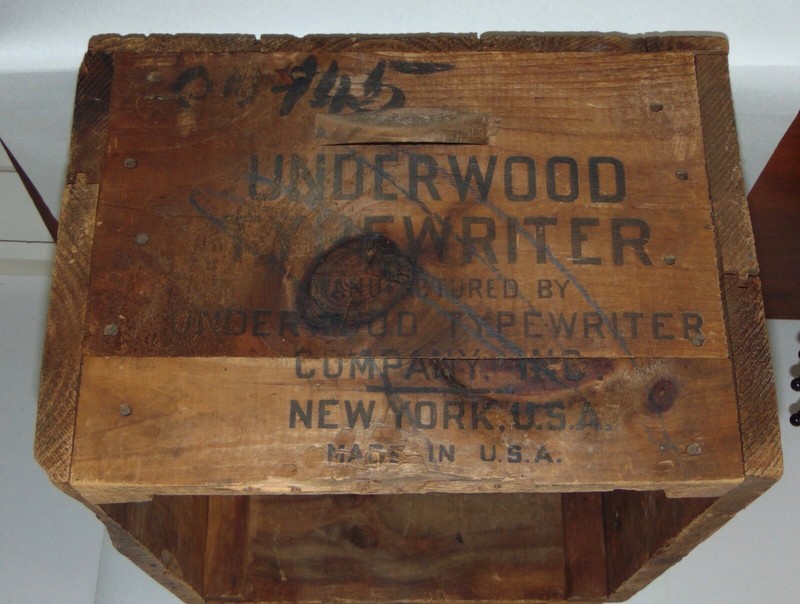 UNDERWOOD
TYPEWRITER.
MANUFACTURED BY
UNDERWOOD TYPEWRITER
COMPANY, INC.
NEW YORK, U.S.A.
MADE IN U.S.A.